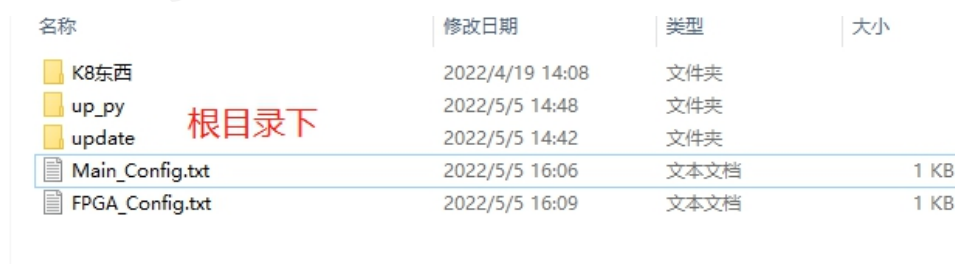 名称 修改日期 类型 大小
K8东西 2022/4/19 14:08 文件夹
up_py 2022/5/5 14:48 文件夹
根目录下
update 2022/5/5 14:42 文件夹
Main_Config.txt 2022/5/5 16:06 文本文档 1 KB
FPGA_Config.txt 2022/5/5 16:09 文本文档 1 KB